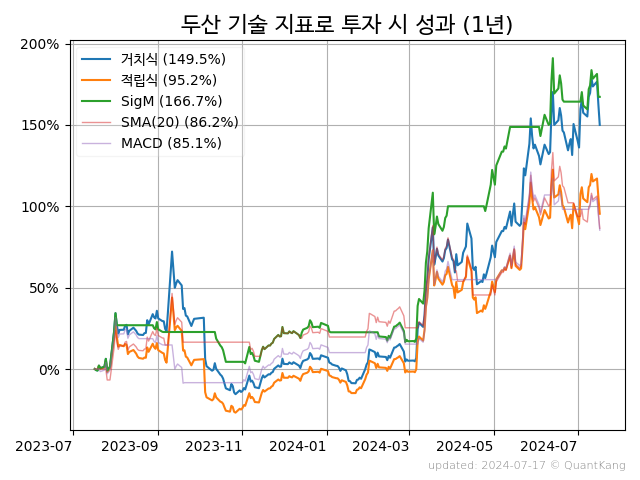 두산 기술 지표로 투자 시 성과 (1년)
200%
150%
100%
50%
0%
거치식 (149.5%)
적립식 (95.2%)
SigM (166.7%)
SMA(20) (86.2%)
MACD (85.1%)
2023-07
2023-09
2023-11
2024-01
2024-03
2024-05
2024-07
updated: 2024-07-17 © QuantKang